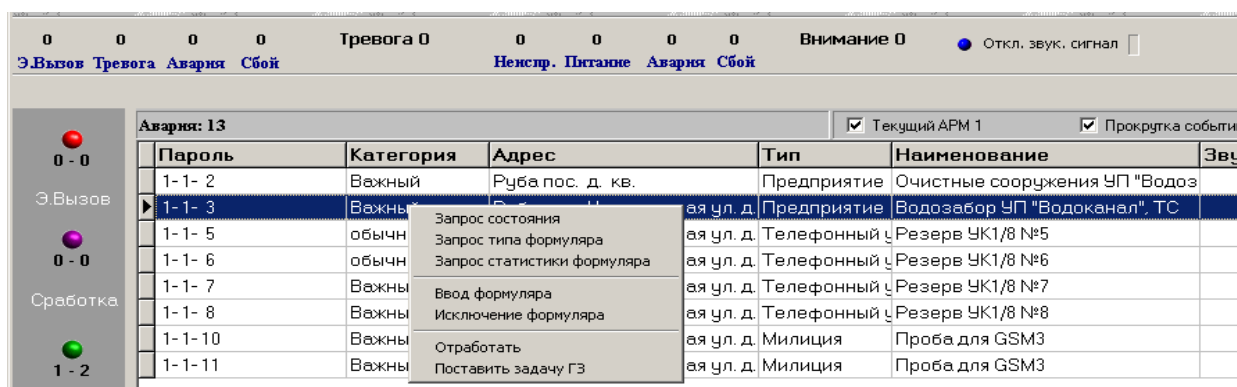 0 0 0 0 Тревога 0 0 0 0 0 Внимание 0 Откл. звук. сигнал
Э.Вызов Тревога Авария Сбой Неиспр. Питание Авария Сбой
Авария: 13 Текущий АРМ 1 Прокрутка событи
Пароль Категория Адрес Тип Наименование Зву
1-1- 2 Важный Руба пос. д. кв. Предприятие Очистные сооружения УП "Водоз
1-1- 3 Важный ая ул. д. Предприятие Водозабор УП "Водоканал", ТС
1-1- 5 обычн ая ул. д. Телефонный у Резерв УК1/8 №5
1-1- 6 обычн ая ул. д. Телефонный у Резерв УК1/8 №6
1-1- 7 Важны ая ул. д. Телефонный у Резерв УК1/8 №7
1-1- 8 Важны ая ул. д. Телефонный у Резерв УК1/8 №8
1-1-10 Важны ая ул. д. Милиция Проба для GSM3
1-1-11 Важны ая ул. д. Милиция Проба для GSM3
Запрос состояния
Запрос типа формуляра
Запрос статистики формуляра
Ввод формуляра
Исключение формуляра
Отработать
Поставить задачу ГЗ
0 - 0
Э.Вызов
0 - 0
Сработка
1 - 2